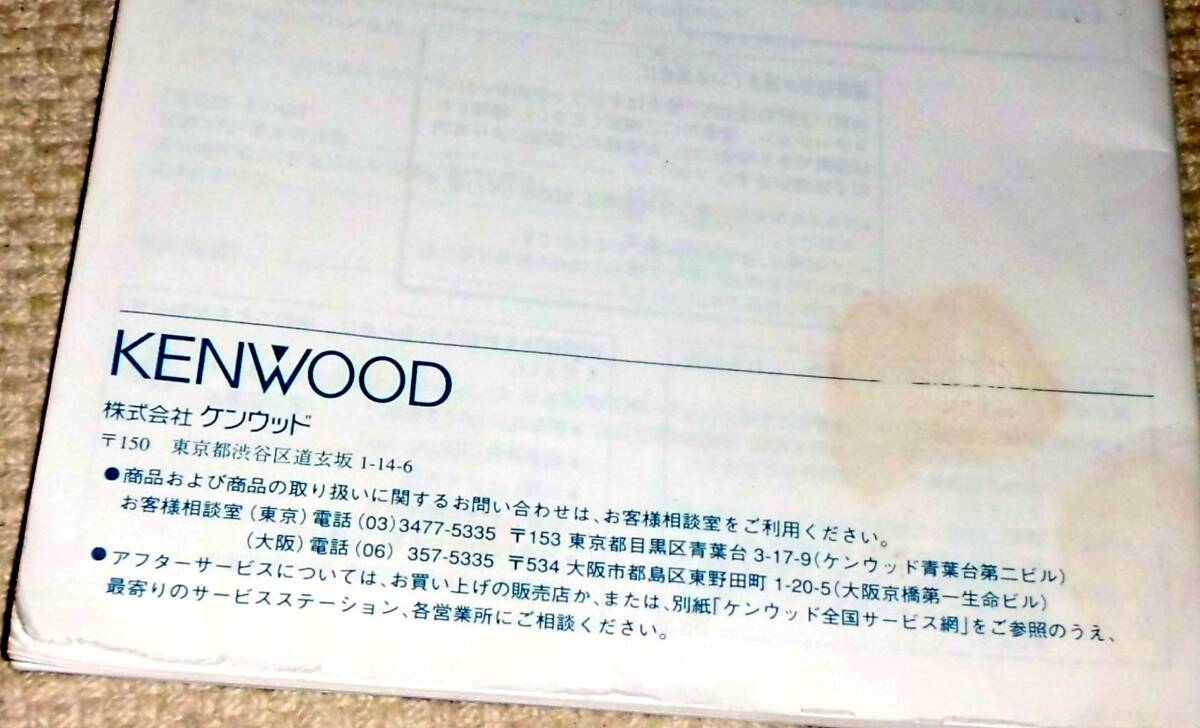 KENWOOD
株式会社 ケンウッド
〒150 東京都渋谷区道玄坂 1-14-6
●商品および商品の取り扱いに関するお問い合わせは、お客様相談室をご利用ください。
お客様相談室(東京)電話(03)3477-5335 〒153 東京都目黒区青葉台 3-17-9(ケンウッド青葉台第二ビル)
(大阪)電話(06) 357-5335 〒534 大阪市都島区東野田町 1-20-5(大阪京橋第一生命ビル)
●アフターサービスについては、お買い上げの販売店か、または、別紙「ケンウッド全国サービス網」をご参照のうえ、
最寄りのサービスステーション、各営業所にご相談ください。